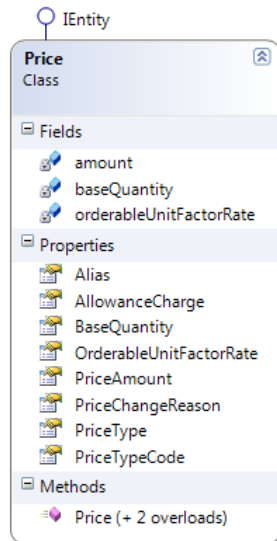 IEntity
Price
Class
Fields
amount
baseQuantity
orderableUnitFactorRate
Properties
Alias
AllowanceCharge
BaseQuantity
OrderableUnitFactorRate
PriceAmount
PriceChangeReason
PriceType
PriceTypeCode
Methods
Price (+ 2 overloads)